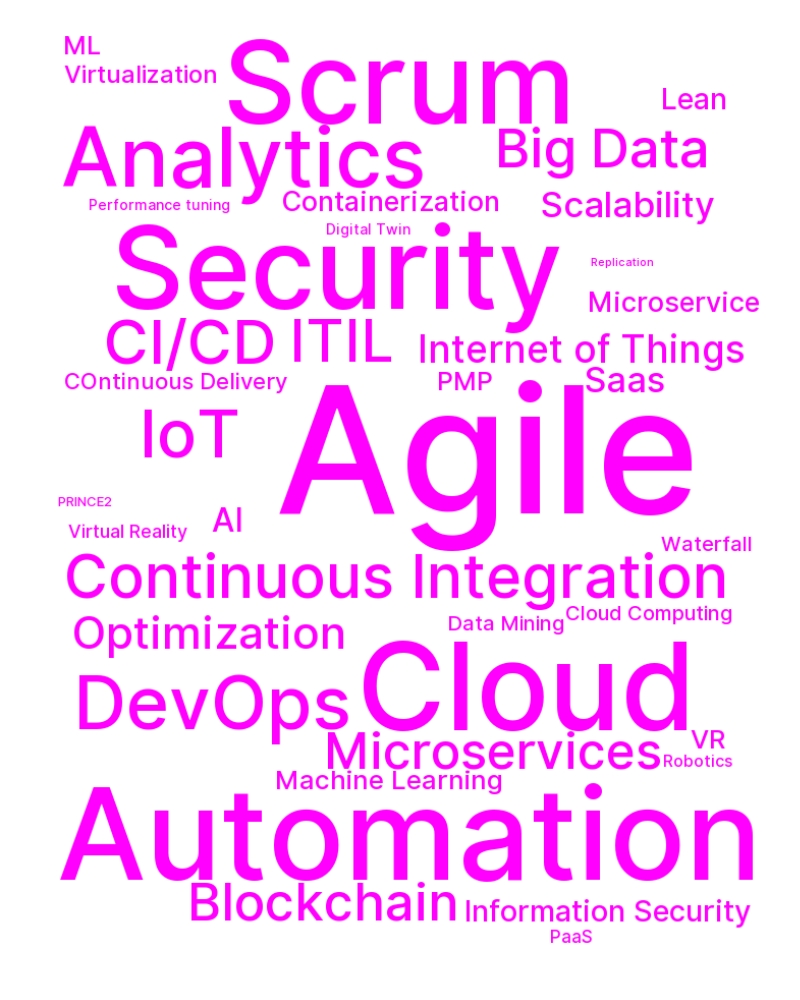 ML
Virtualization
Scrum
Lean
Analytics
Big Data
Performance tuning
Containerization
Scalability
Digital Twin
Security
Replication
Microservice
CI/CD
ITIL
Internet of Things
COntinuous Delivery
PMP
Saas
IoT
Agile
PRINCE2
AI
Virtual Reality
Waterfall
Continuous Integration
Optimization
Data Mining
Cloud Computing
DevOps
Cloud
Microservices
VR
Robotics
Machine Learning
Automation
Blockchain
Information Security
PaaS